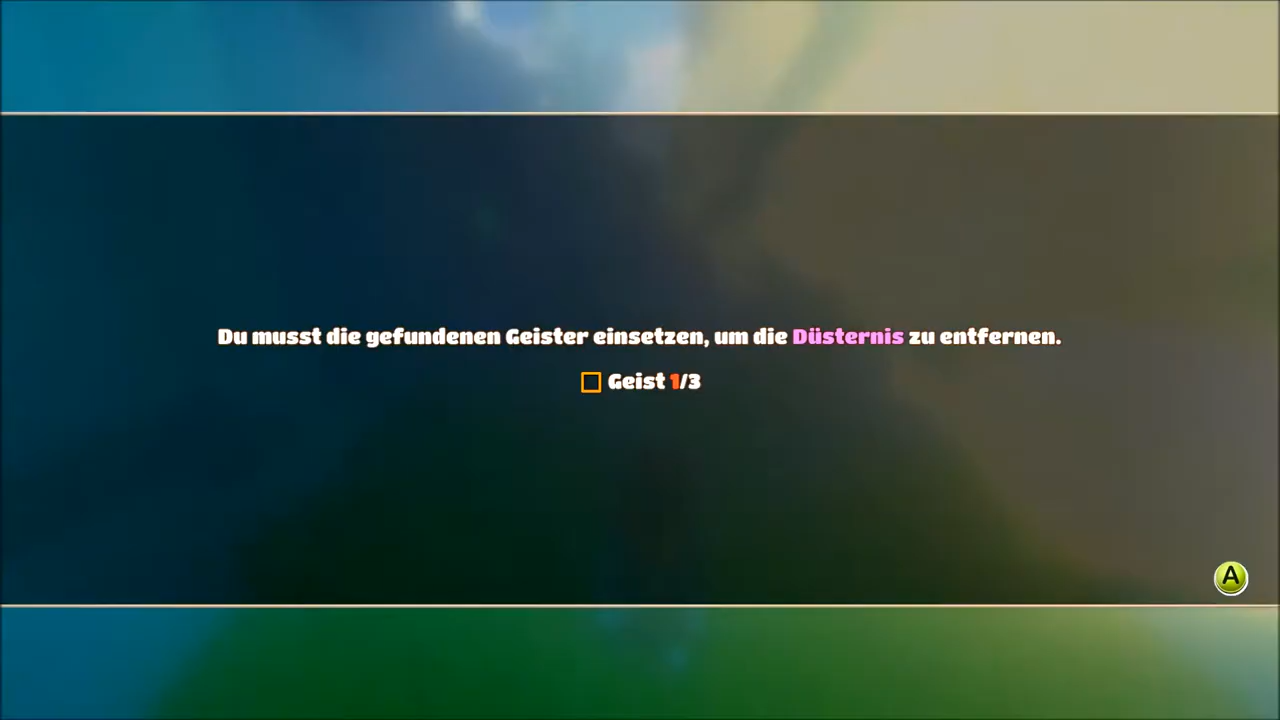 Du musst die gefundenen Geister einsetzen, um die Düsternis zu entfernen.
Geist 1/3
A